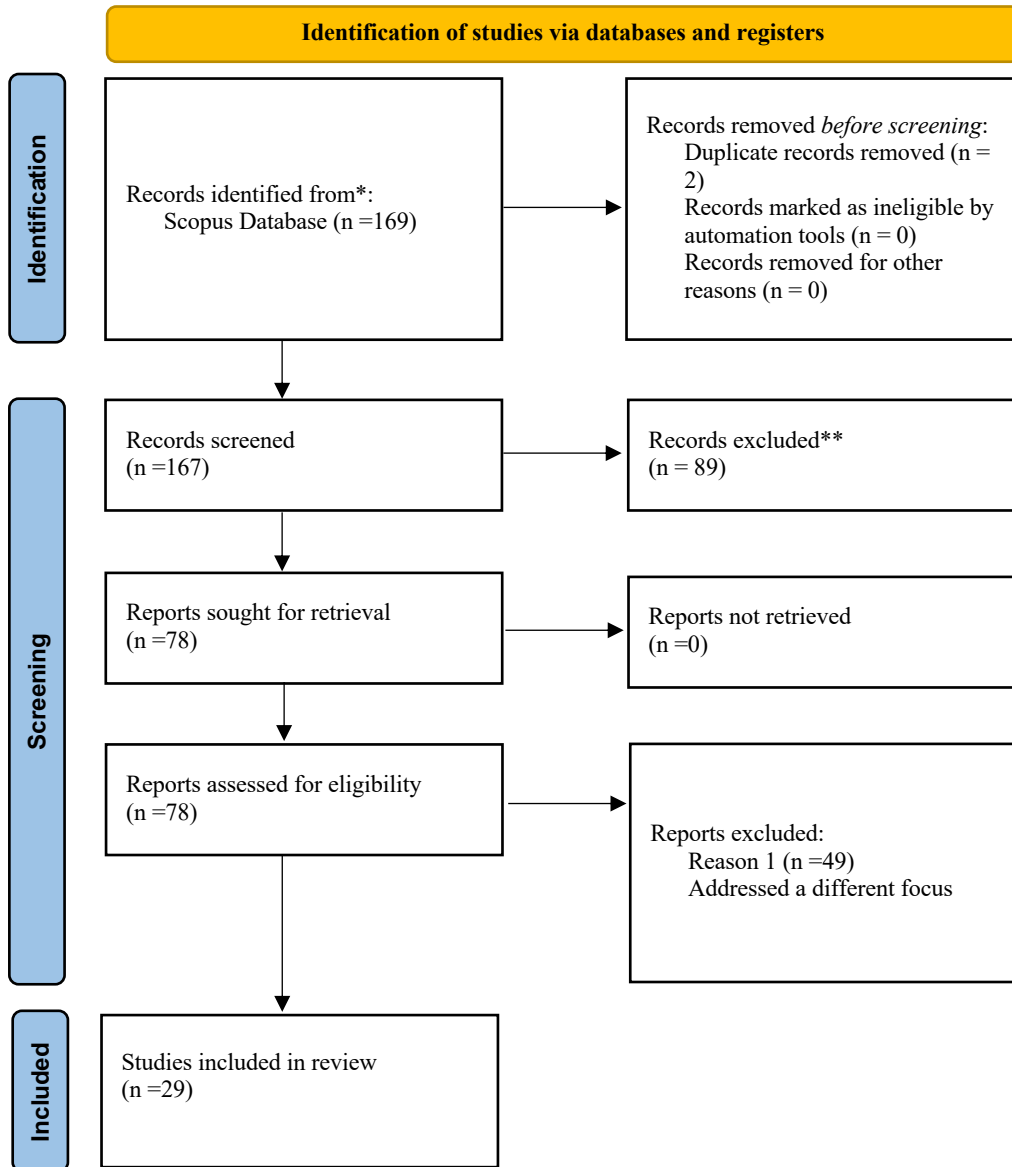 Identification of studies via databases and registers
Identification
Records identified from*:
Scopus Database (n =169)
Records removed before screening:
Duplicate records removed (n =
2)
Records marked as ineligible by
automation tools (n = 0)
Records removed for other
reasons (n = 0)
Screening
Records screened
(n =167)
Records excluded**
(n = 89)
Reports sought for retrieval
(n =78)
Reports not retrieved
(n =0)
Reports assessed for eligibility
(n =78)
Reports excluded:
Reason 1 (n =49)
Addressed a different focus
Included
Studies included in review
(n =29)